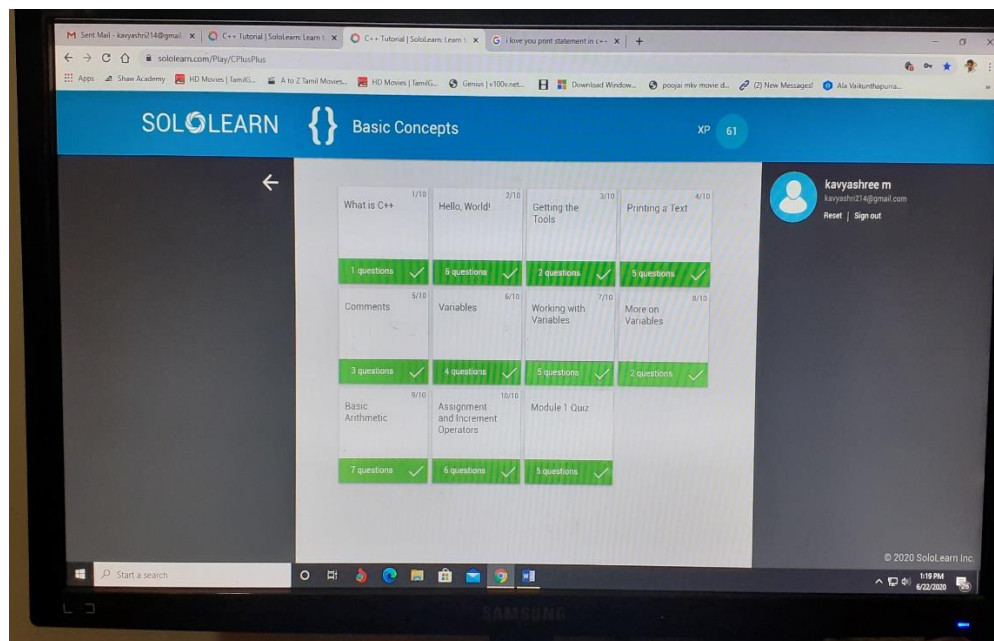 Sent Mail - kavyashri214@gmail
C++ Tutorial | SoloLearn: Learn t
C++ Tutorial | SoloLearn: Learn t
i love you print statement in c++
sololearn.com/Play/CPlusPlus
Apps
Shaw Academy
HD Movies | TamilG...
A to Z Tamil Movies...
HD Movies | TamilG...
Genius | v100v.net...
Download Window...
poojai mkv movie d...
(2) New Messages!
Ala Vaikunthapurra...
SOLOLEARN
{} Basic Concepts
XP 61
kavyashree m
kavyashri214@gmail.com
Reset | Sign out
1/10
What is C++
1 questions
2/10
Hello, World!
6 questions
3/10
Getting the
Tools
2 questions
4/10
Printing a Text
5 questions
5/10
Comments
3 questions
6/10
Variables
4 questions
7/10
Working with
Variables
5 questions
8/10
More on
Variables
2 questions
9/10
Basic
Arithmetic
7 questions
10/10
Assignment
and Increment
Operators
6 questions
Module 1 Quiz
5 questions
© 2020 SoloLearn Inc.
Start a search
1:19 PM
6/22/2020
SAMSUNG